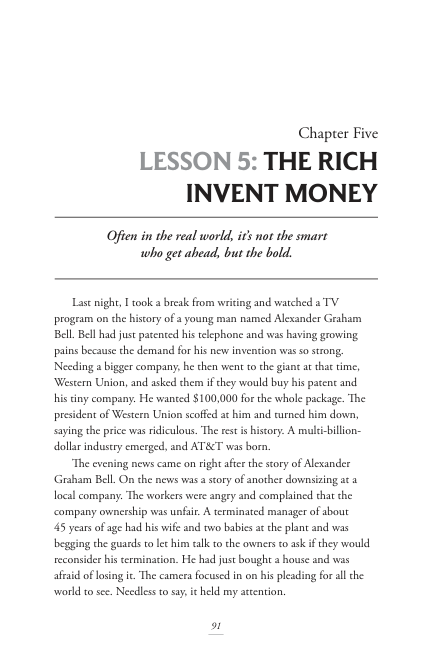 Chapter Five
LESSON 5: THE RICH
INVENT MONEY
Often in the real world, it's not the smart
who get ahead, but the bold.
Last night, I took a break from writing and watched a TV
program on the history of a young man named Alexander Graham
Bell. Bell had just patented his telephone and was having growing
pains because the demand for his new invention was so strong.
Needing a bigger company, he then went to the giant at that time,
Western Union, and asked them if they would buy his patent and
his tiny company. He wanted $100,000 for the whole package. The
president of Western Union scoffed at him and turned him down,
saying the price was ridiculous. The rest is history. A multi-billion-
dollar industry emerged, and AT&T was born.
The evening news came on right after the story of Alexander
Graham Bell. On the news was a story of another downsizing at a
local company. The workers were angry and complained that the
company ownership was unfair. A terminated manager of about
45 years of age had his wife and two babies at the plant and was
begging the guards to let him talk to the owners to ask if they would
reconsider his termination. He had just bought a house and was
afraid of losing it. The camera focused in on his pleading for all the
world to see. Needless to say, it held my attention.
91